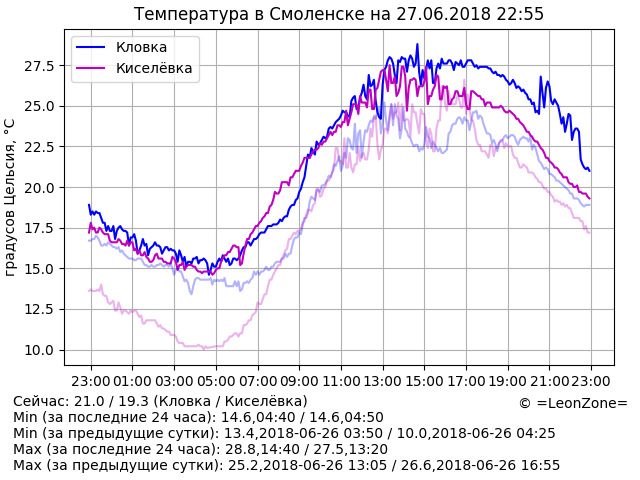 Температура в Смоленске на 27.06.2018 22:55
Кловка
Киселёвка
градусов Цельсия, °C
27.5
25.0
22.5
20.0
17.5
15.0
12.5
10.0
23:00 01:00 03:00 05:00 07:00 09:00 11:00 13:00 15:00 17:00 19:00 21:00 23:00
Сейчас: 21.0 / 19.3 (Кловка / Киселёвка)
© =LeonZone=
Min (за последние 24 часа): 14.6,04:40 / 14.6,04:50
Min (за предыдущие сутки): 13.4,2018-06-26 03:50 / 10.0,2018-06-26 04:25
Max (за последние 24 часа): 28.8,14:40 / 27.5,13:20
Max (за предыдущие сутки): 25.2,2018-06-26 13:05 / 26.6,2018-06-26 16:55